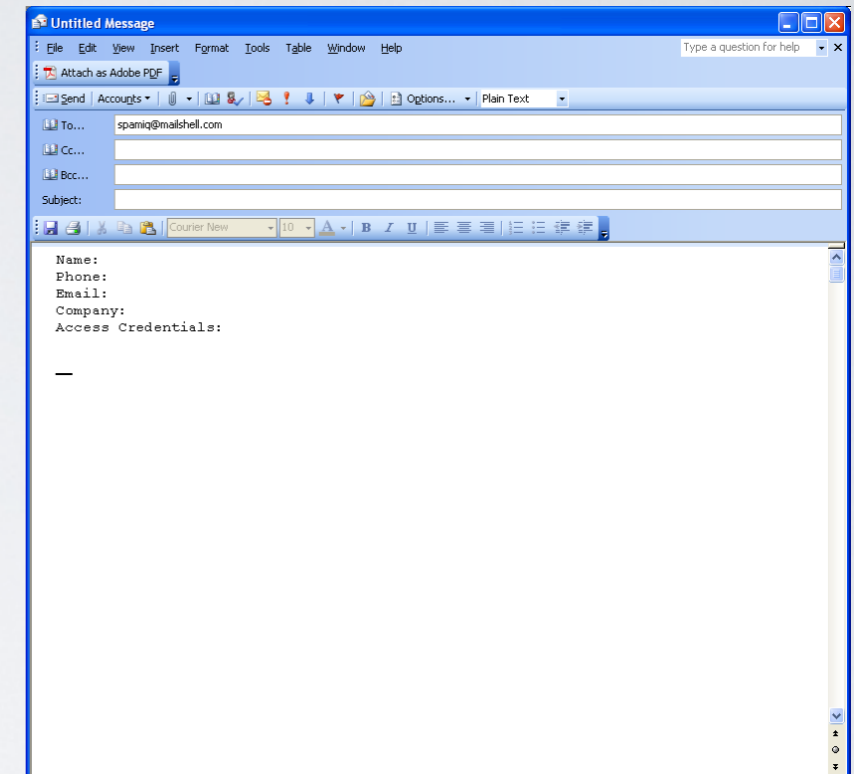 Untitled Message
File Edit View Insert Format Tools Table Window Help Type a question for help
Attach as Adobe PDF
Send Accounts Options... Plain Text
To... spamiq@mailshell.com
Cc...
Bcc...
Subject:
Courier New 10 A B I U
Name:
Phone:
Email:
Company:
Access Credentials: